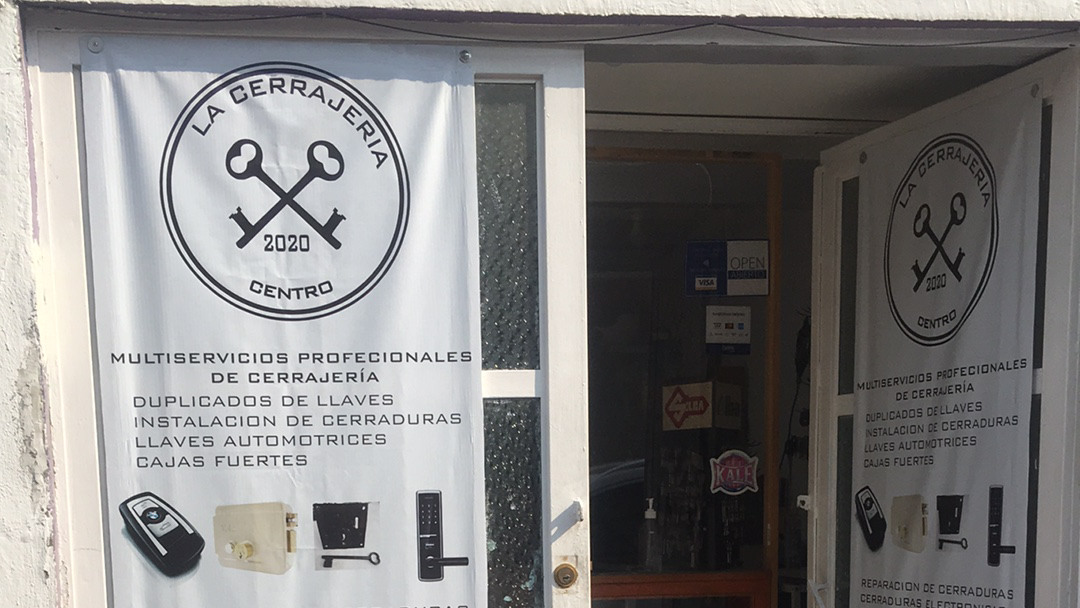 LA CERRAJERIA
2020
CENTRO
MULTISERVICIOS PROFECIONALES
DE CERRAJERÍA
DUPLICADOS DE LLAVES
INSTALACION DE CERRADURAS
LLAVES AUTOMOTRICES
CAJAS FUERTES
OPEN
ABIERTO
VISA
KALE
LA CERRAJERIA
2020
CENTRO
MULTISERVICIOS PROFECIONALES
DE CERRAJERÍA
DUPLICADOS DE LLAVES
INSTALACION DE CERRADURAS
LLAVES AUTOMOTRICES
CAJAS FUERTES
REPARACION DE CERRADURAS
CERRADURAS